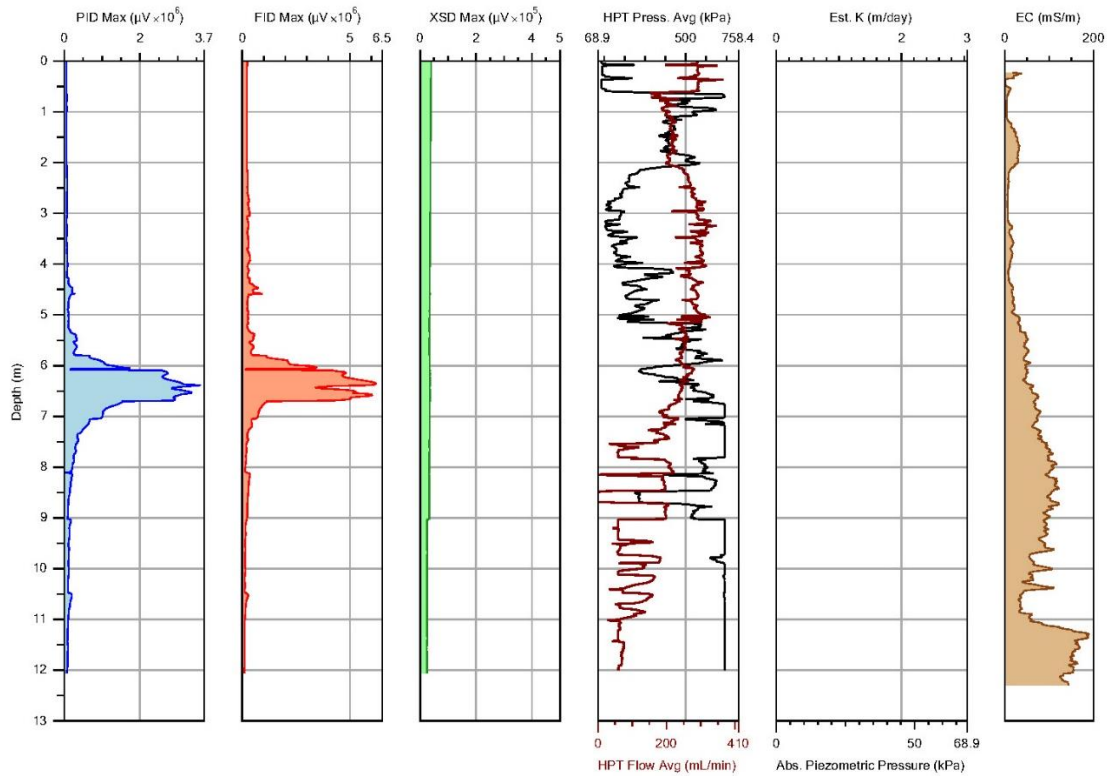 PID Max (µV ×10⁶)
0 2 3.7
FID Max (µV ×10⁶)
0 5 6.5
XSD Max (µV ×10⁵)
0 2 4 5
HPT Press. Avg (kPa)
68.9 500 758.4
Est. K (m/day)
0 2 3
EC (mS/m)
0 200
Depth (m)
0
1
2
3
4
5
6
7
8
9
10
11
12
13
0 200 410
HPT Flow Avg (mL/min)
0 50 68.9
Abs. Piezometric Pressure (kPa)